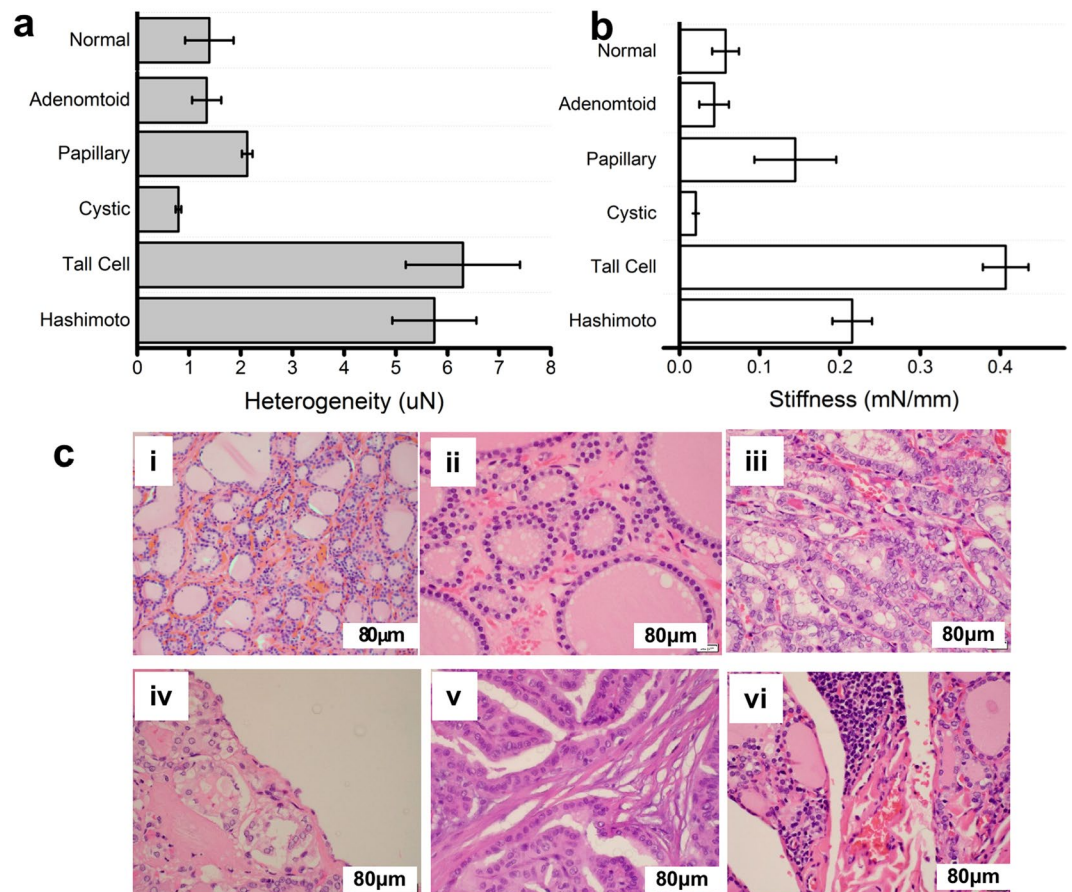 a
Normal
Adenomtoid
Papillary
Cystic
Tall Cell
Hashimoto
0 1 2 3 4 5 6 7 8
Heterogeneity (uN)
b
Normal
Adenomtoid
Papillary
Cystic
Tall Cell
Hashimoto
0.0 0.1 0.2 0.3 0.4
Stiffness (mN/mm)
c
i
80µm
ii
80µm
iii
80µm
iv
80µm
v
80µm
vi
80µm